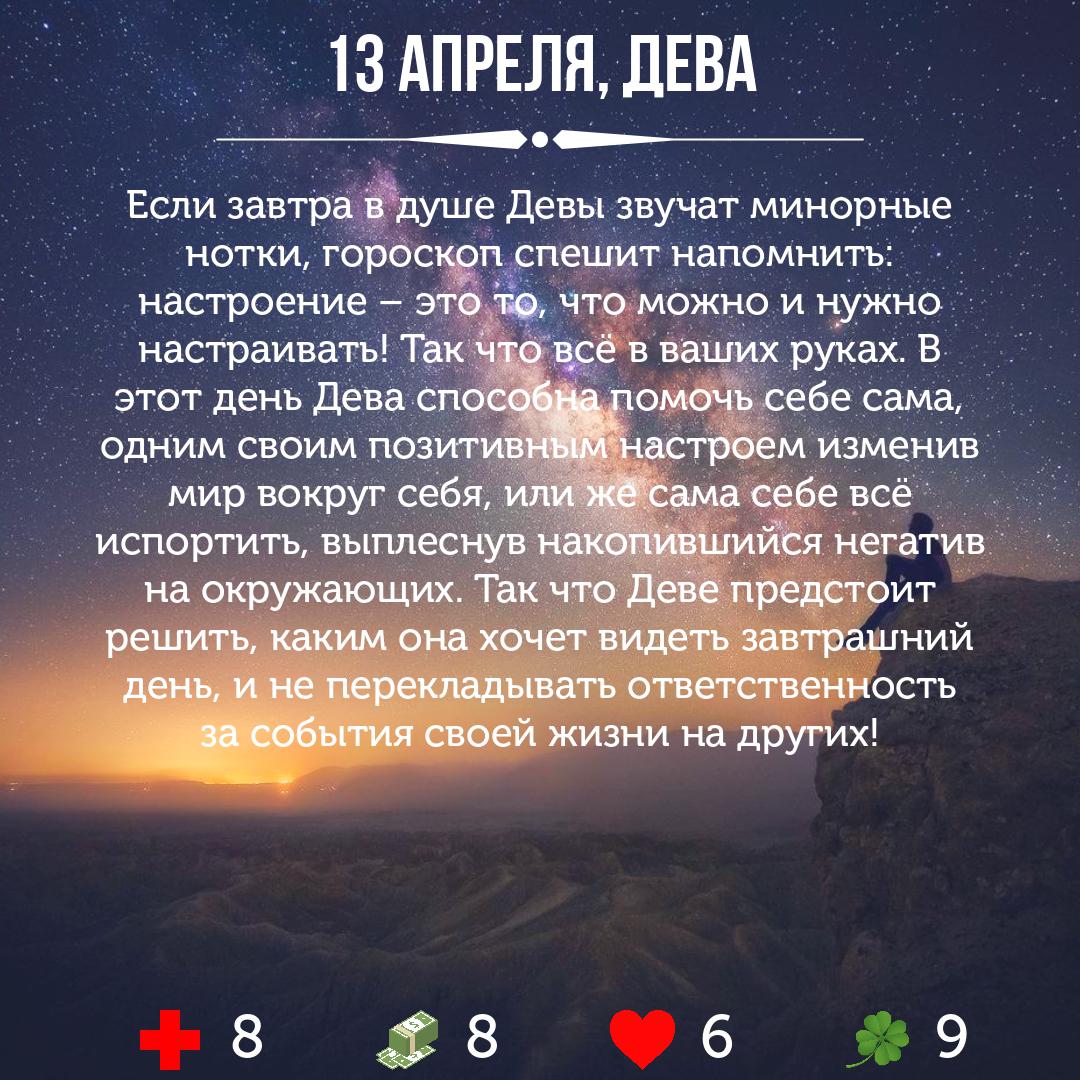 13 АПРЕЛЯ, ДЕВА
Если завтра в душе Девы звучат минорные
нотки, гороскоп спешит напомнить:
настроение – это то, что можно и нужно
настраивать! Так что всё в ваших руках. В
этот день Дева способна помочь себе сама,
одним своим позитивным настроем изменив
мир вокруг себя, или же сама себе всё
испортить, выплеснув накопившийся негатив
на окружающих. Так что Деве предстоит
решить, каким она хочет видеть завтрашний
день, и не перекладывать ответственность
за события своей жизни на других!
8 8 6 9